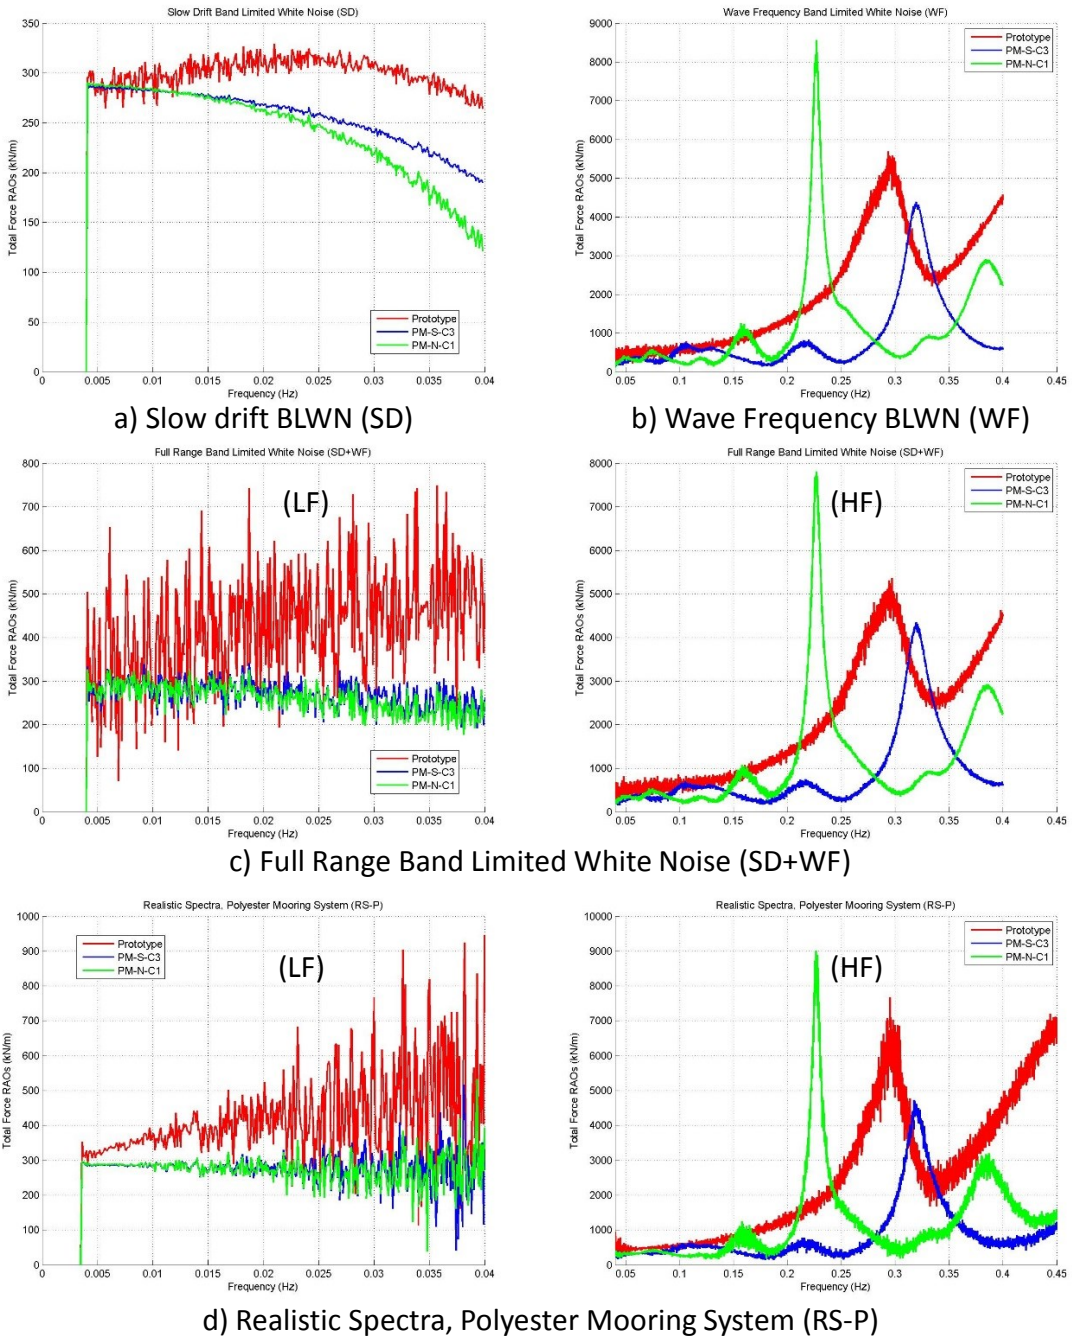 Slow Drift Band Limited White Noise (SD)
Total Force RAOs (kN/m)
350
300
250
200
150
100
50
0
0 0.005 0.01 0.015 0.02 0.025 0.03 0.035 0.04
Frequency (Hz)
Prototype
PM-S-C3
PM-N-C1
a) Slow drift BLWN (SD)
Wave Frequency Band Limited White Noise (WF)
Total Force RAOs (kN/m)
9000
8000
7000
6000
5000
4000
3000
2000
1000
0
0.05 0.1 0.15 0.2 0.25 0.3 0.35 0.4 0.45
Frequency (Hz)
Prototype
PM-S-C3
PM-N-C1
b) Wave Frequency BLWN (WF)
Full Range Band Limited White Noise (SD+WF)
(LF)
Total Force RAOs (kN/m)
800
700
600
500
400
300
200
100
0
0 0.005 0.01 0.015 0.02 0.025 0.03 0.035 0.04
Frequency (Hz)
Prototype
PM-S-C3
PM-N-C1
Full Range Band Limited White Noise (SD+WF)
(HF)
Total Force RAOs (kN/m)
8000
7000
6000
5000
4000
3000
2000
1000
0
0.05 0.1 0.15 0.2 0.25 0.3 0.35 0.4 0.45
Frequency (Hz)
Prototype
PM-S-C3
PM-N-C1
c) Full Range Band Limited White Noise (SD+WF)
Realistic Spectra, Polyester Mooring System (RS-P)
Prototype
PM-S-C3
PM-N-C1
(LF)
Total Force RAOs (kN/m)
1000
900
800
700
600
500
400
300
200
100
0
0 0.005 0.01 0.015 0.02 0.025 0.03 0.035 0.04
Frequency (Hz)
Realistic Spectra, Polyester Mooring System (RS-P)
Prototype
PM-S-C3
PM-N-C1
(HF)
Total Force RAOs (kN/m)
10000
9000
8000
7000
6000
5000
4000
3000
2000
1000
0
0.05 0.1 0.15 0.2 0.25 0.3 0.35 0.4 0.45
Frequency (Hz)
d) Realistic Spectra, Polyester Mooring System (RS-P)